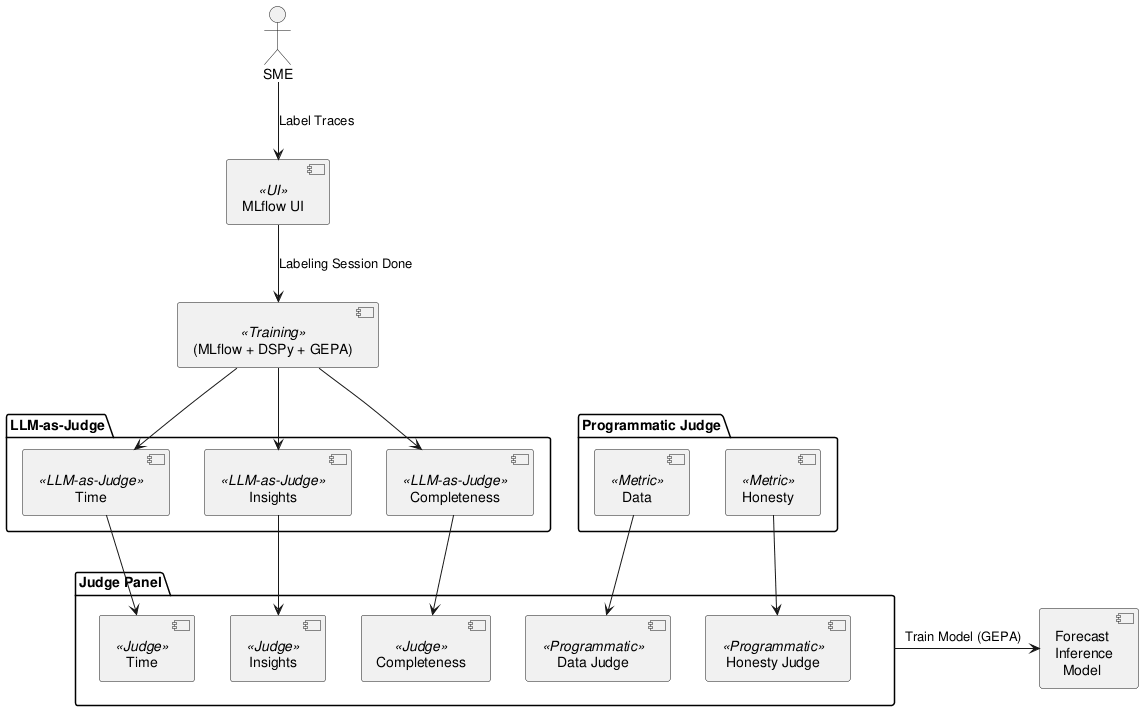 SME
Label Traces
«UI»
MLflow UI
Labeling Session Done
«Training»
(MLflow + DSPy + GEPA)
LLM-as-Judge
«LLM-as-Judge»
Time
«LLM-as-Judge»
Insights
«LLM-as-Judge»
Completeness
Programmatic Judge
«Metric»
Data
«Metric»
Honesty
Judge Panel
«Judge»
Time
«Judge»
Insights
«Judge»
Completeness
«Programmatic»
Data Judge
«Programmatic»
Honesty Judge
Train Model (GEPA)
Forecast
Inference
Model